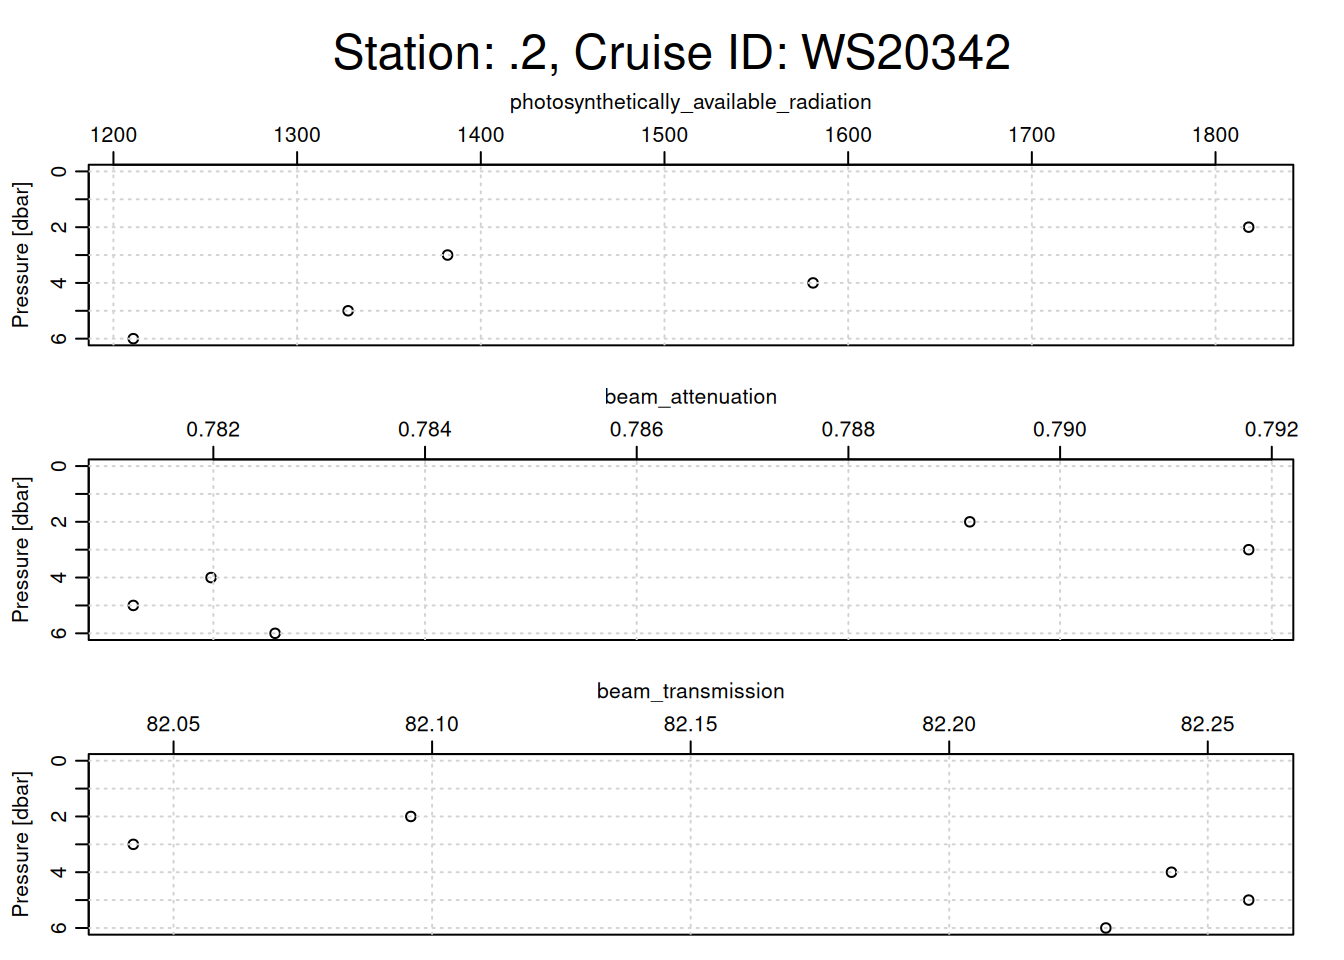 Station: .2, Cruise ID: WS20342
photosynthetically_available_radiation
1200 1300 1400 1500 1600 1700 1800
Pressure [dbar]
0
2
4
6
beam_attenuation
0.782 0.784 0.786 0.788 0.790 0.792
Pressure [dbar]
0
2
4
6
beam_transmission
82.05 82.10 82.15 82.20 82.25
Pressure [dbar]
0
2
4
6